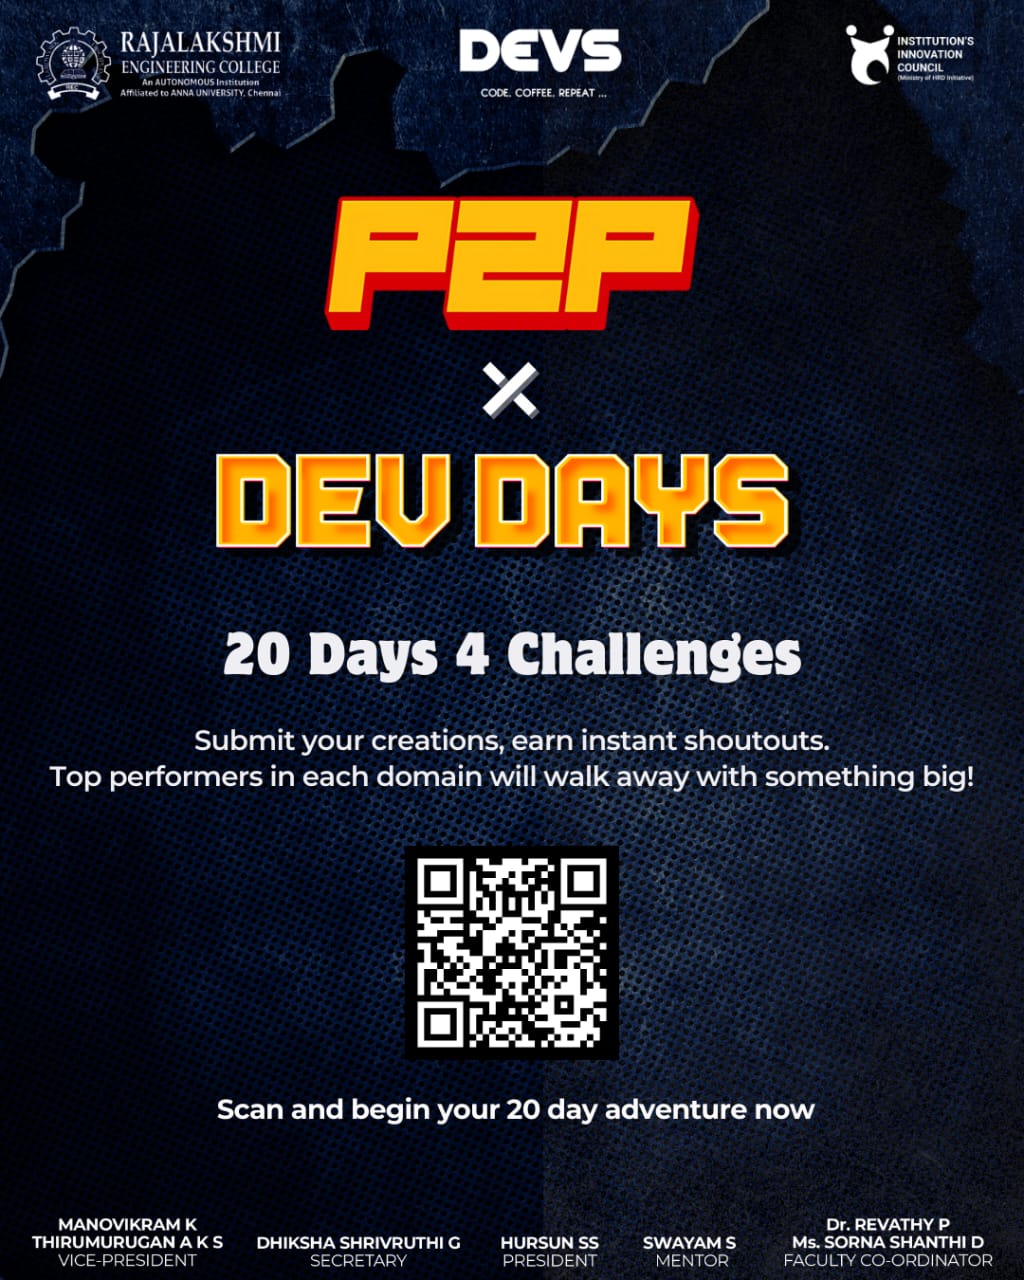 RAJALAKSHMI
ENGINEERING COLLEGE
An AUTONOMOUS Institution
Affiliated to ANNA UNIVERSITY, Chennai
REC
DEVS
CODE. COFFEE. REPEAT ...
INSTITUTION'S
INNOVATION
COUNCIL
(Ministry of HRD Initiative)
P2P
X
DEV DAYS
20 Days 4 Challenges
Submit your creations, earn instant shoutouts.
Top performers in each domain will walk away with something big!
Scan and begin your 20 day adventure now
MANOVIKRAM K
THIRUMURUGAN A K S
VICE-PRESIDENT
DHIKSHA SHRIVRUTHI G
SECRETARY
HURSUN SS
PRESIDENT
SWAYAM S
MENTOR
Dr. REVATHY P
Ms. SORNA SHANTHI D
FACULTY CO-ORDINATOR